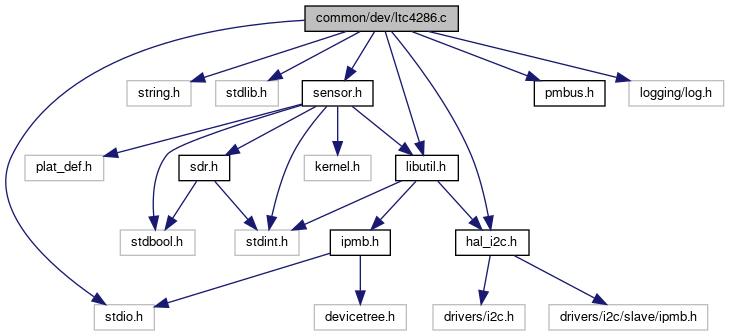 common/dev/ltc4286.c
string.h
stdlib.h
sensor.h
pmbus.h
logging/log.h
plat_def.h
sdr.h
kernel.h
libutil.h
stdbool.h
stdint.h
ipmb.h
hal_i2c.h
stdio.h
devicetree.h
drivers/i2c.h
drivers/i2c/slave/ipmb.h